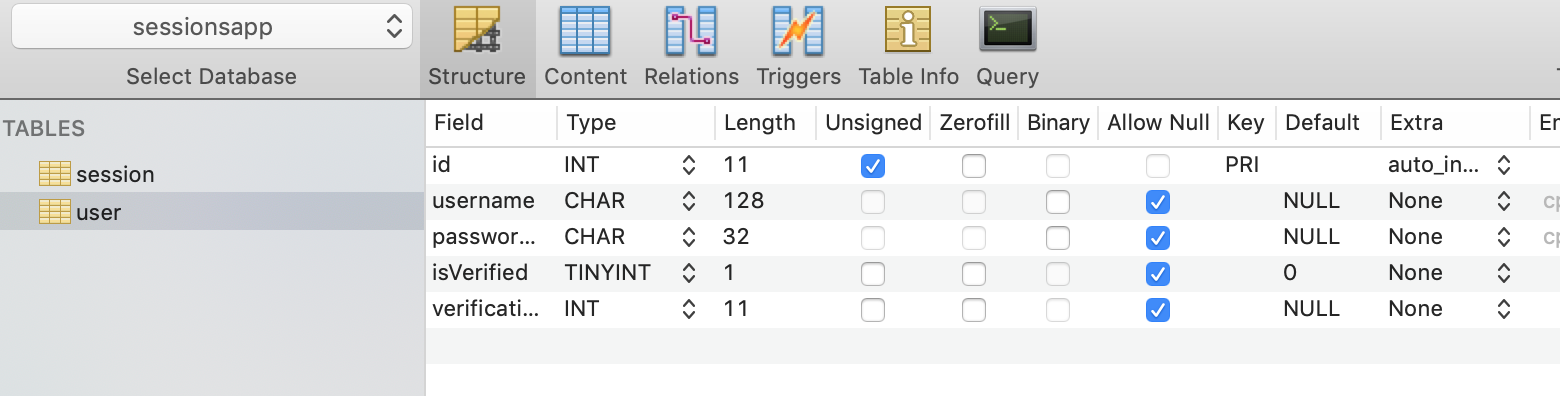 sessionsapp
Select Database
Structure Content Relations Triggers Table Info Query
TABLES
session
user
Field Type Length Unsigned Zerofill Binary Allow Null Key Default Extra En
id INT 11 PRI auto_in...
username CHAR 128 NULL None cp
passwor... CHAR 32 NULL None cp
isVerified TINYINT 1 0 None
verificati... INT 11 NULL None